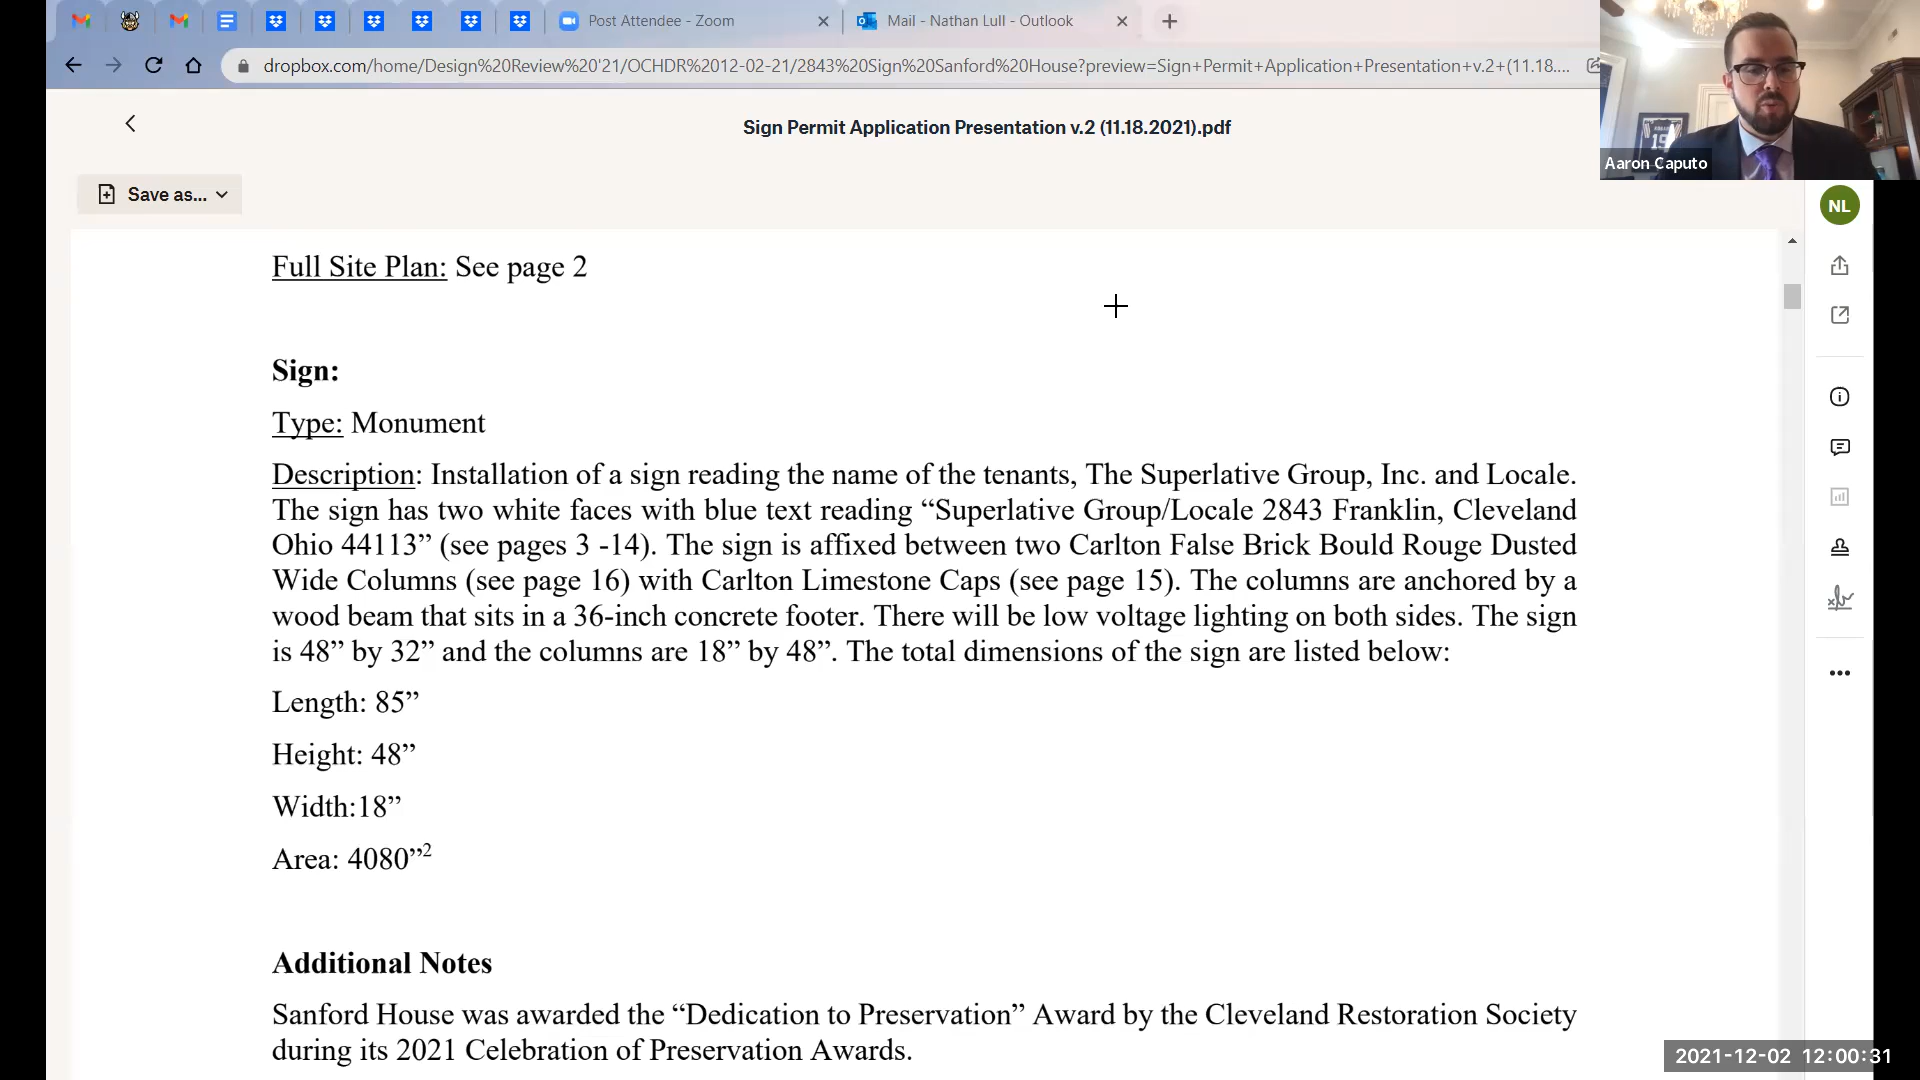 Post Attendee - Zoom
Mail - Nathan Lull - Outlook
dropbox.com/home/Design%20Review%20'21/OCHDR%2012-02-21/2843%20Sign%20Sanford%20House?preview=Sign+Permit+Application+Presentation+v.2+(11.18....
Sign Permit Application Presentation v.2 (11.18.2021).pdf
Aaron Caputo
Save as...
NL
Full Site Plan: See page 2
Sign:
Type: Monument
Description: Installation of a sign reading the name of the tenants, The Superlative Group, Inc. and Locale.
The sign has two white faces with blue text reading “Superlative Group/Locale 2843 Franklin, Cleveland
Ohio 44113” (see pages 3 -14). The sign is affixed between two Carlton False Brick Bould Rouge Dusted
Wide Columns (see page 16) with Carlton Limestone Caps (see page 15). The columns are anchored by a
wood beam that sits in a 36-inch concrete footer. There will be low voltage lighting on both sides. The sign
is 48” by 32” and the columns are 18” by 48”. The total dimensions of the sign are listed below:
Length: 85”
Height: 48”
Width:18”
Area: 4080”²
Additional Notes
Sanford House was awarded the “Dedication to Preservation” Award by the Cleveland Restoration Society
during its 2021 Celebration of Preservation Awards.
2021-12-02 12:00:31